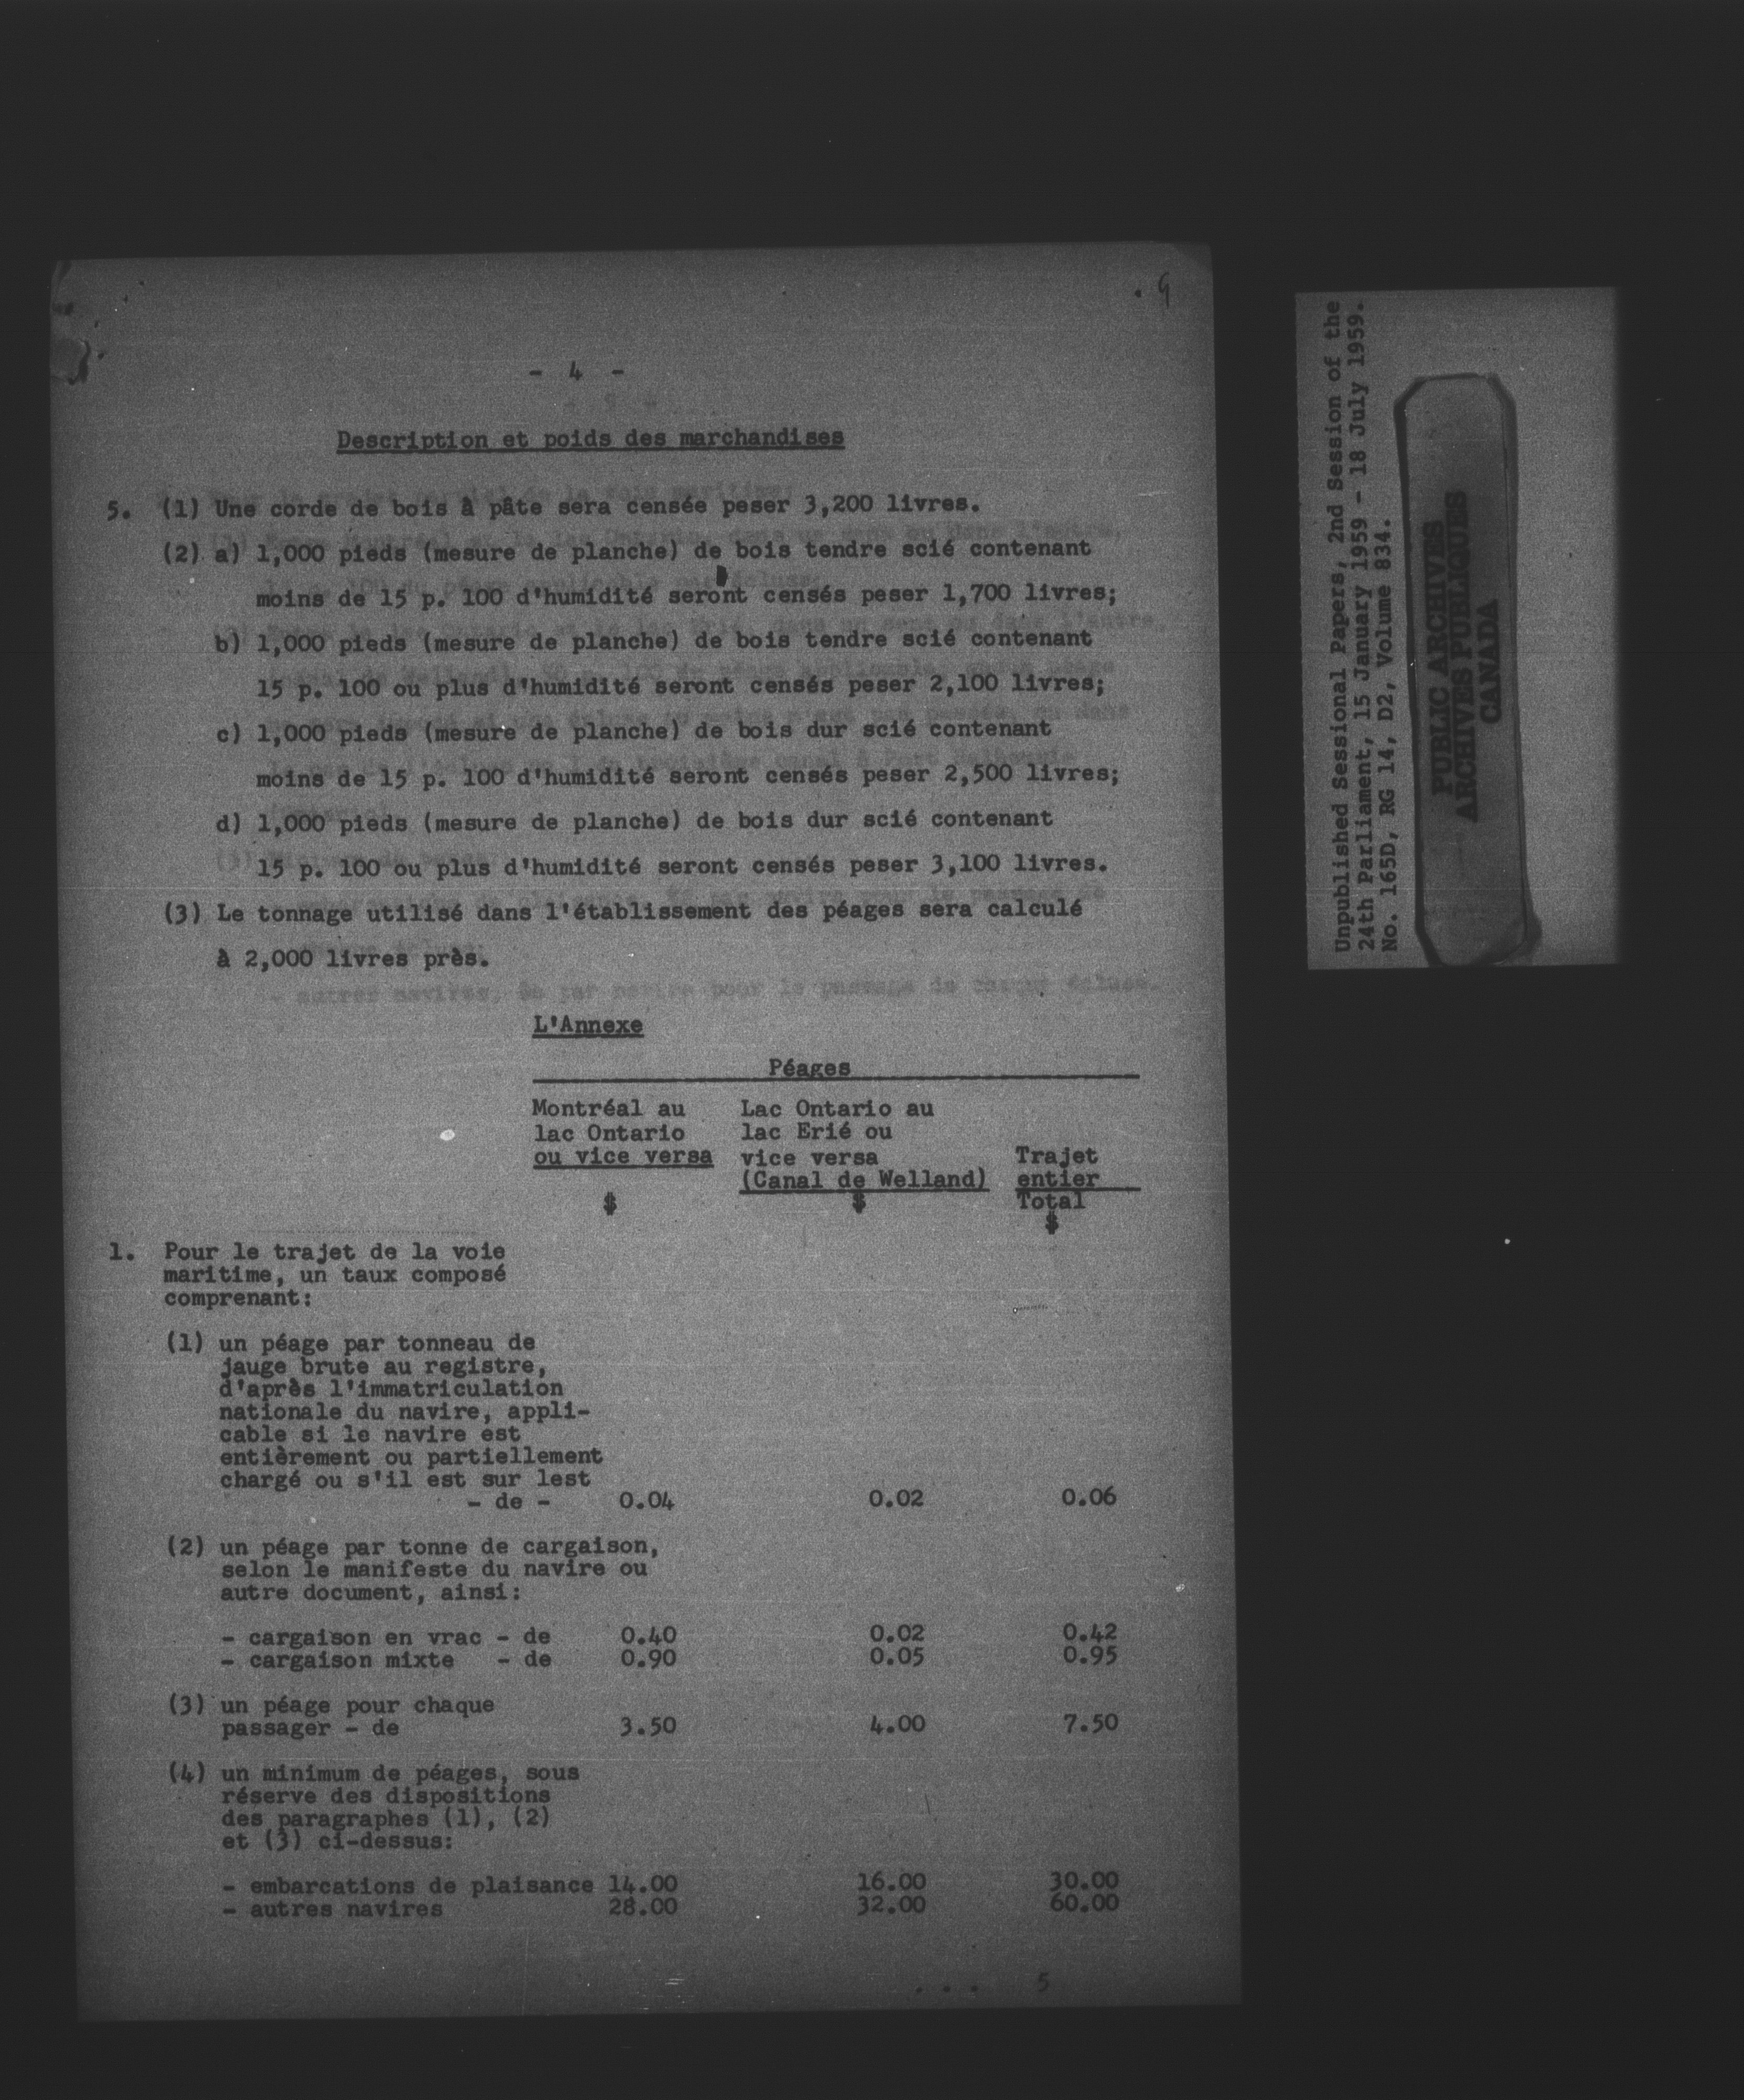 - 4 -
Description et poids des marchandises
5. (1) Une corde de bois à pâte sera censée peser 3,200 livres.
(2) a) 1,000 pieds (mesure de planche) de bois tendre scié contenant
moins de 15 p. 100 d'humidité seront censés peser 1,700 livres;
b) 1,000 pieds (mesure de planche) de bois tendre scié contenant
15 p. 100 ou plus d'humidité seront censés peser 2,100 livres;
c) 1,000 pieds (mesure de planche) de bois dur scié contenant
moins de 15 p. 100 d'humidité seront censés peser 2,500 livres;
d) 1,000 pieds (mesure de planche) de bois dur scié contenant
15 p. 100 ou plus d'humidité seront censés peser 3,100 livres.
(3) Le tonnage utilisé dans l'établissement des péages sera calculé
à 2,000 livres près.
L'Annexe
Péages
Montréal au Lac Ontario au
lac Ontario lac Erié ou
ou vice versa vice versa Trajet
(Canal de Welland) entier
$ $ Total
$
1. Pour le trajet de la voie
maritime, un taux composé
comprenant:
(1) un péage par tonneau de
jauge brute au registre,
d'après l'immatriculation
nationale du navire, appli-
cable si le navire est
entièrement ou partiellement
chargé ou s'il est sur lest
- de - 0.04 0.02 0.06
(2) un péage par tonne de cargaison,
selon le manifeste du navire ou
autre document, ainsi:
- cargaison en vrac - de 0.40 0.02 0.42
- cargaison mixte - de 0.90 0.05 0.95
(3) un péage pour chaque
passager - de 3.50 4.00 7.50
(4) un minimum de péages, sous
réserve des dispositions
des paragraphes (1), (2)
et (3) ci-dessus:
- embarcations de plaisance 14.00 16.00 30.00
- autres navires 28.00 32.00 60.00
... 5
Unpublished Sessional Papers, 2nd Session of the
24th Parliament, 15 January 1959 - 18 July 1959.
No. 165D, RG 14, D2, Volume 834.
PUBLIC ARCHIVES
ARCHIVES PUBLIQUES
CANADA